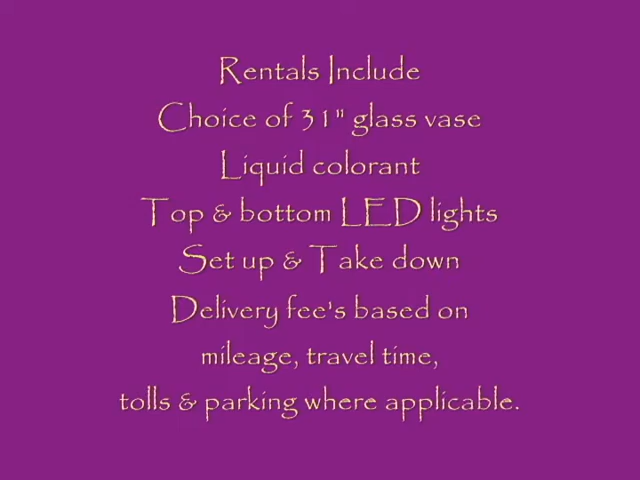 Rentals Include
Choice of 31" glass vase
Liquid colorant
Top & bottom LED lights
Set up & Take down
Delivery fee's based on
mileage, travel time,
tolls & parking where applicable.